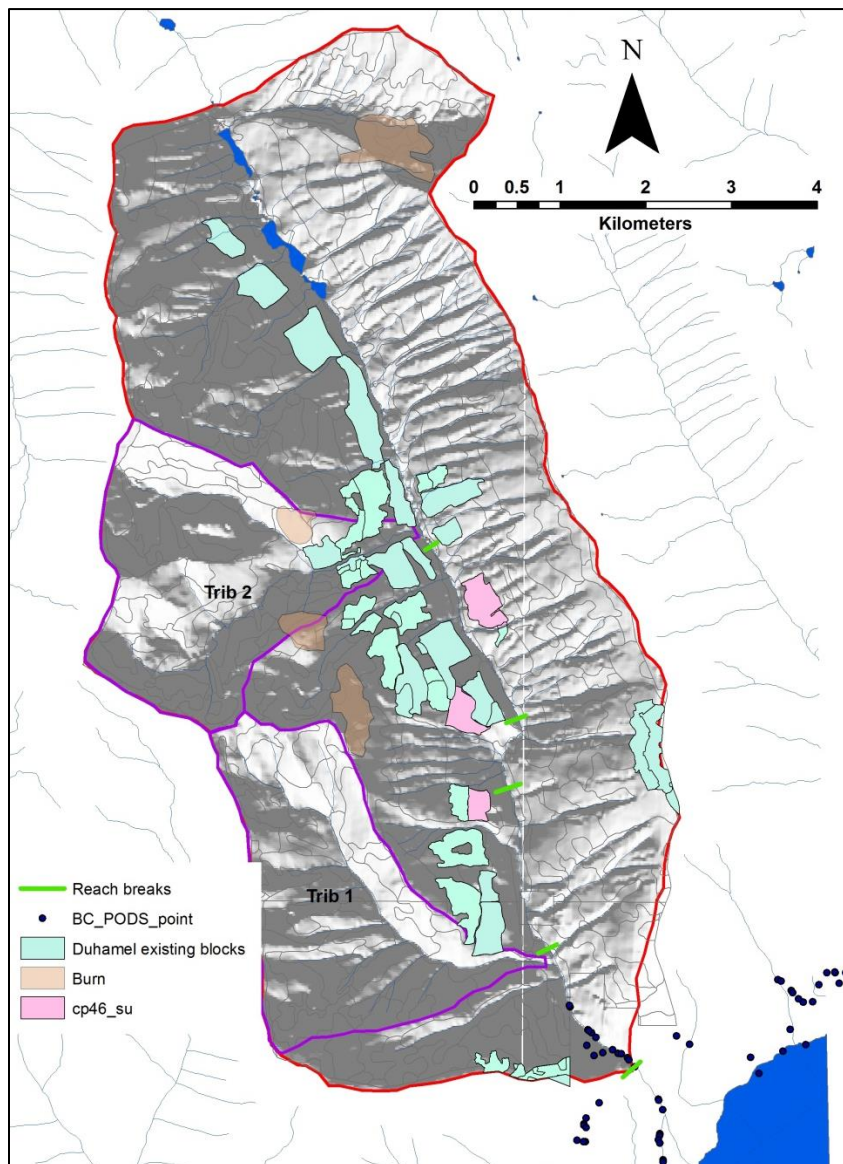 N
0 0.5 1 2 3 4
Kilometers
Trib 2
Trib 1
Reach breaks
BC_PODS_point
Duhamel existing blocks
Burn
cp46_su